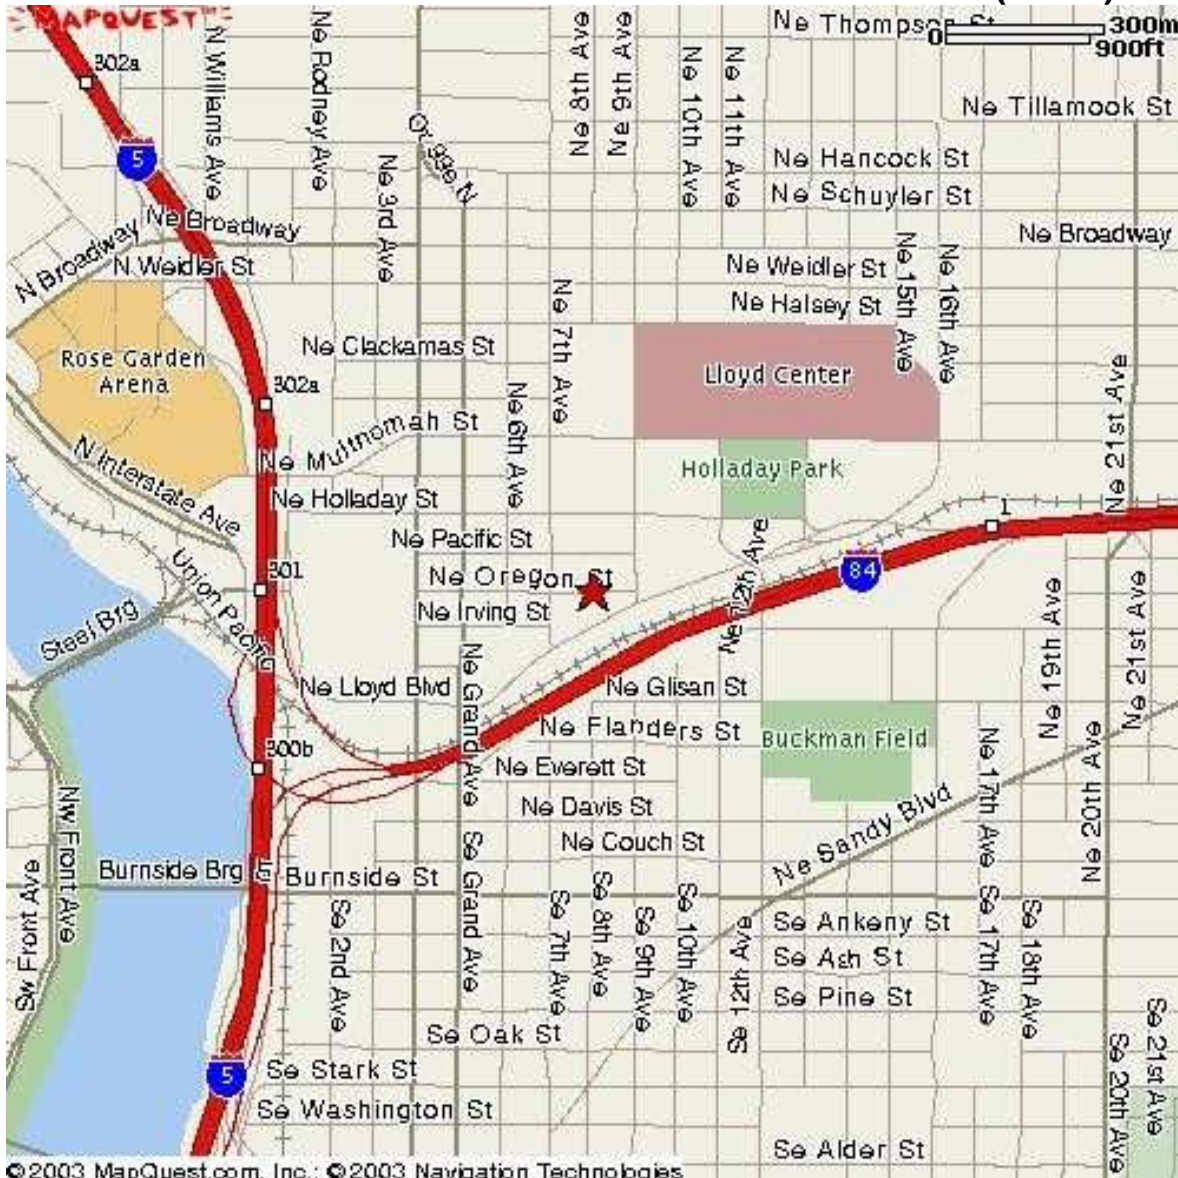 MAPQUEST
Ne Thompson St
0 300m
900ft
302a
N Williams Ave
Ne Rodney Ave
Ne 8th Ave
Ne 9th Ave
Ne 10th Ave
Ne 11th Ave
Ne Tillamook St
5
Or 99e N
Ne 3rd Ave
Ne Hancock St
Ne Schuyler St
N Broadway
Ne Broadway
Ne Broadway
N Weidler St
Ne Weidler St
Ne 15th Ave
Ne 16th Ave
Ne 7th Ave
Ne Halsey St
Rose Garden
Arena
Ne Clackamas St
Lloyd Center
Ne 21st Ave
302a
Ne 6th Ave
Ne Multnomah St
N Interstate Ave
Holladay Park
Ne Holladay St
1
Ne Pacific St
Ne 12th Ave
Union Pacific
301
Ne Oregon St
84
Ne Irving St
Steel Brg
Ne 19th Ave
Ne 21st Ave
Ne Grand Ave
Ne Lloyd Blvd
Ne Glisan St
Ne Flanders St
Buckman Field
300b
Ne Everett St
Ne 17th Ave
Ne 20th Ave
Nw Front Ave
Ne Davis St
Ne Sandy Blvd
Ne Couch St
Burnside Brg
E Burnside St
Sw Front Ave
Se Grand Ave
Se 2nd Ave
Se 7th Ave
Se 8th Ave
Se 9th Ave
Se 10th Ave
Se 12th Ave
Se Ankeny St
Se Ash St
Se 17th Ave
Se 18th Ave
Se Pine St
Se Oak St
Se 20th Ave
Se 21st Ave
5
Se Stark St
Se Washington St
Se Alder St
©2003 MapQuest.com, Inc.; ©2003 Navigation Technologies